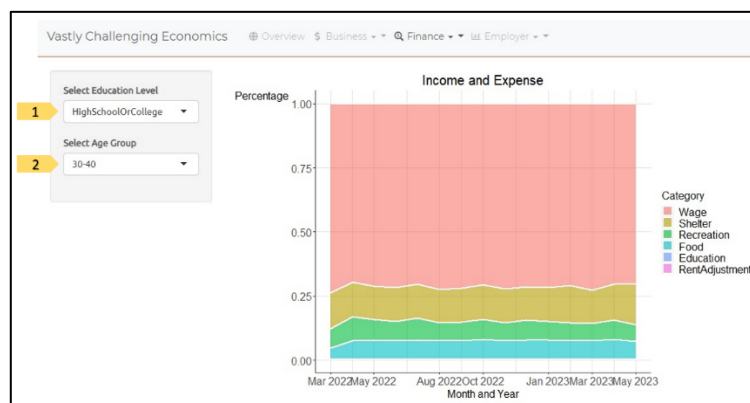 Vastly Challenging Economics
Overview
$ Business
Finance
Employer
1
Select Education Level
HighSchoolOrCollege
2
Select Age Group
30-40
Income and Expense
Percentage
1.00
0.75
0.50
0.25
0.00
Mar 2022 May 2022 Aug 2022 Oct 2022 Jan 2023 Mar 2023 May 2023
Month and Year
Category
Wage
Shelter
Recreation
Food
Education
RentAdjustment